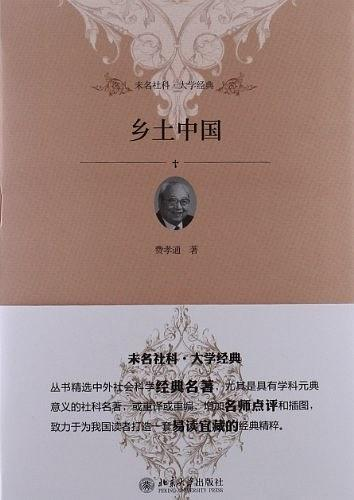 未名社科·大学经典
乡土中国
费孝通 著
未名社科·大学经典
丛书精选中外社会科学经典名著，尤其是具有学科元典
意义的社科名著，或重译或重编，增加名师点评和插图，
致力于为我国读者打造一套易读宜藏的经典精粹。
北京大学出版社